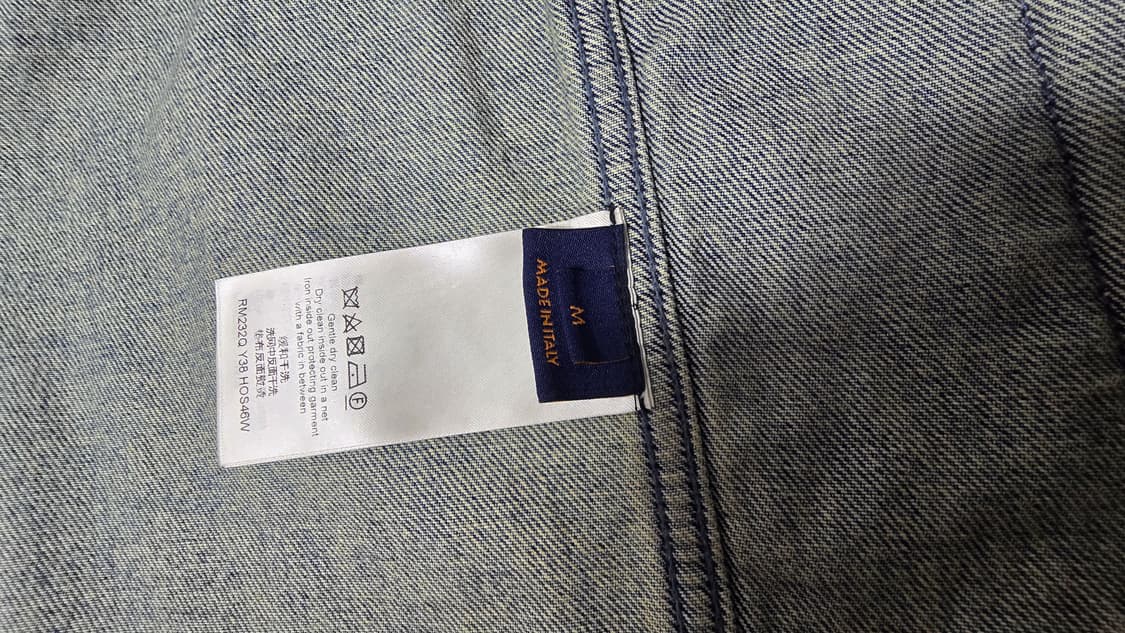 M
MADE IN ITALY
Gentle dry clean
Dry clean inside out in a net
Iron inside out protecting garment
with a fabric in between
缓和干洗
洗网中反面干洗
垫布反面熨烫
RM232Q Y38 HOS46W